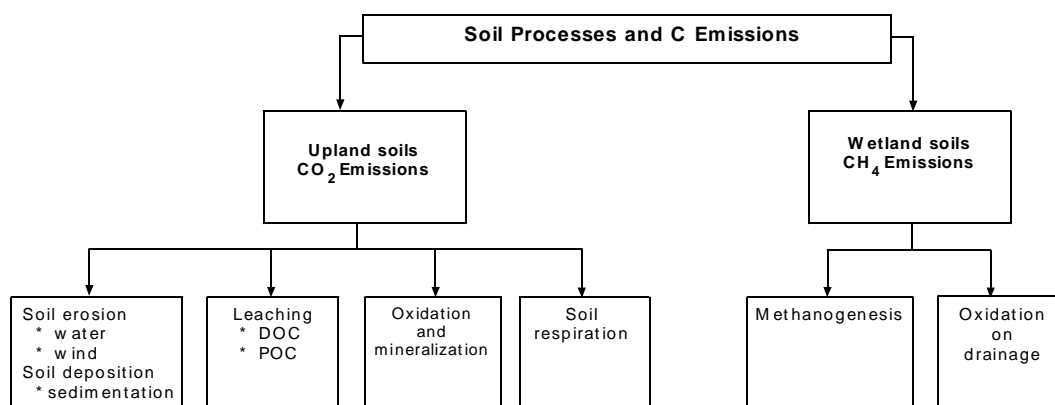 Soil Processes and C Emissions
Upland soils
CO2 Emissions
Wetland soils
CH4 Emissions
Soil erosion
* water
* wind
Soil deposition
* sedimentation
Leaching
* DOC
* POC
Oxidation
and
mineralization
Soil
respiration
Methanogenesis
Oxidation
on
drainage